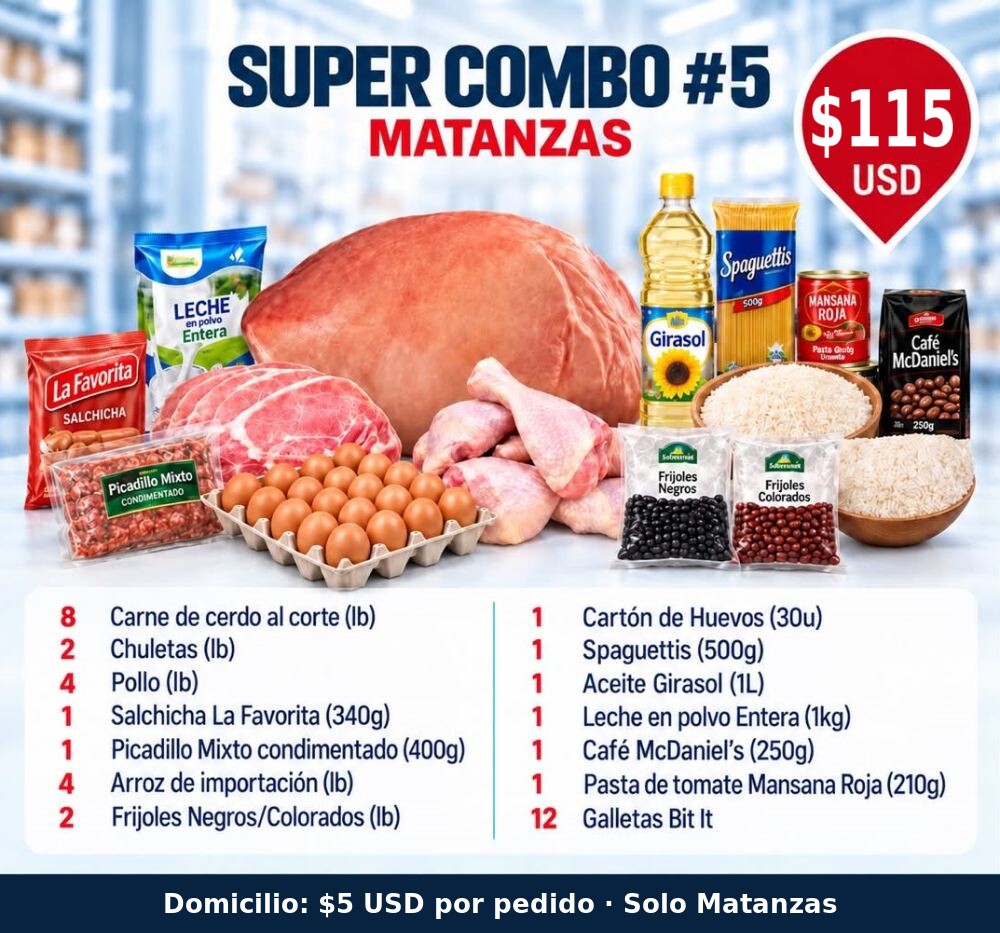 SUPER COMBO #5
MATANZAS
$115
USD
LECHE
en polvo
Entera
La Favorita
SALCHICHA
Picadillo Mixto
CONDIMENTADO
Girasol
Spaguettis
500g
MANSANA
ROJA
Café
McDaniel's
250g
Frijoles
Negros
Frijoles
Colorados
8 Carne de cerdo al corte (lb)
2 Chuletas (lb)
4 Pollo (lb)
1 Salchicha La Favorita (340g)
1 Picadillo Mixto condimentado (400g)
4 Arroz de importación (lb)
2 Frijoles Negros/Colorados (lb)
1 Cartón de Huevos (30u)
1 Spaguettis (500g)
1 Aceite Girasol (1L)
1 Leche en polvo Entera (1kg)
1 Café McDaniel's (250g)
1 Pasta de tomate Mansana Roja (210g)
12 Galletas Bit It
Domicilio: $5 USD por pedido · Solo Matanzas